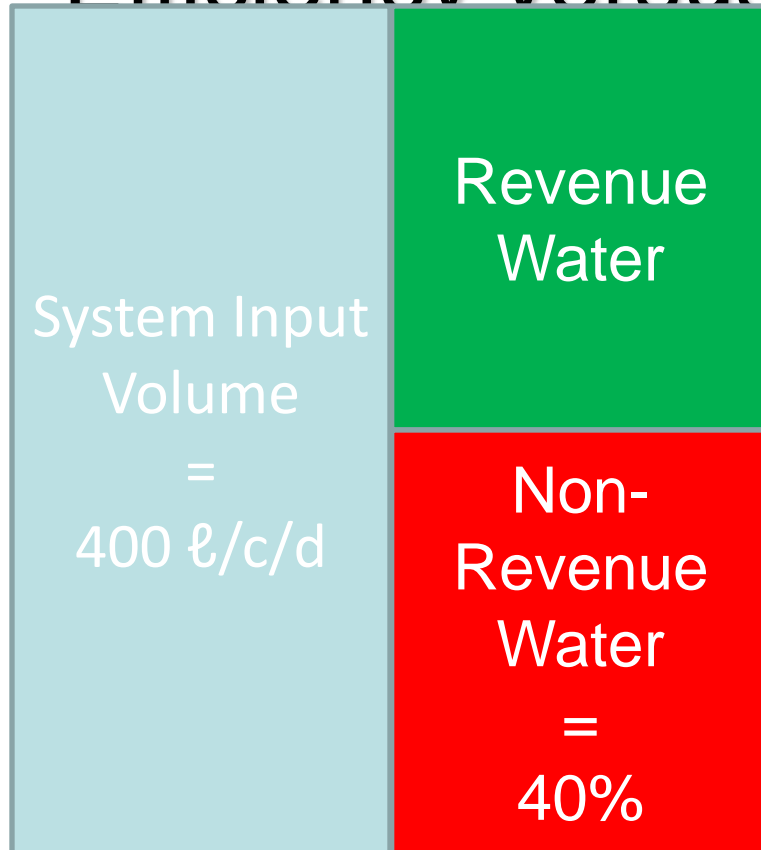 System Input
Volume
=
400 ℓ/c/d
Revenue
Water
Non-
Revenue
Water
=
40%